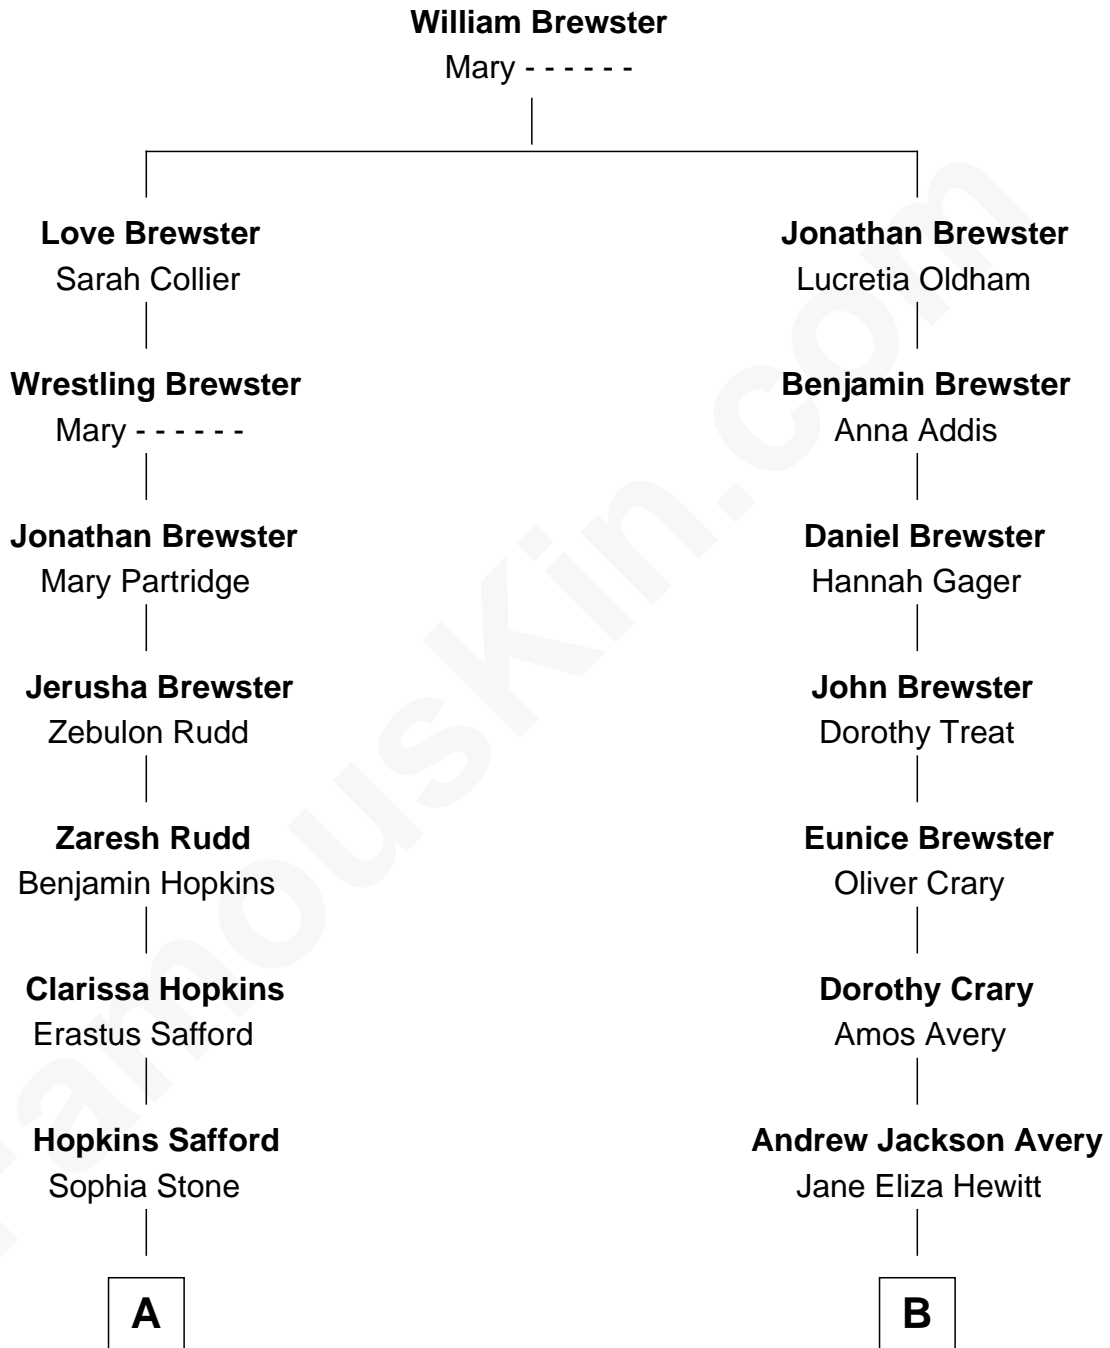 William Brewster
Mary - - - - - -
Love Brewster
Sarah Collier
Wrestling Brewster
Mary - - - - - -
Jonathan Brewster
Mary Partridge
Jerusha Brewster
Zebulon Rudd
Zaresh Rudd
Benjamin Hopkins
Clarissa Hopkins
Erastus Safford
Hopkins Safford
Sophia Stone
A
Jonathan Brewster
Lucretia Oldham
Benjamin Brewster
Anna Addis
Daniel Brewster
Hannah Gager
John Brewster
Dorothy Treat
Eunice Brewster
Oliver Crary
Dorothy Crary
Amos Avery
Andrew Jackson Avery
Jane Eliza Hewitt
B
FamousKin.com